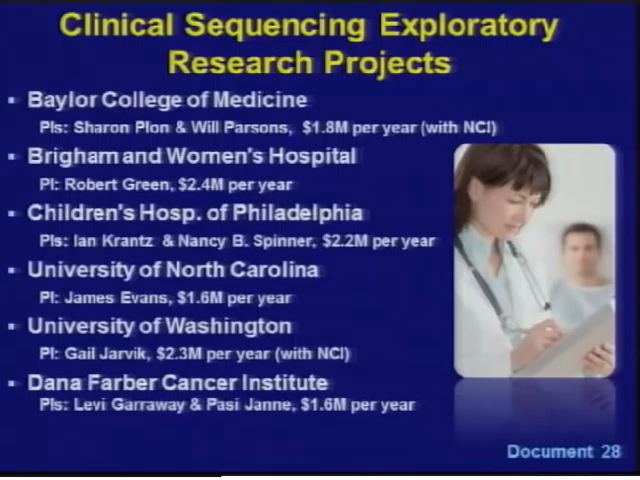 Clinical Sequencing Exploratory
Research Projects
▪ Baylor College of Medicine
PIs: Sharon Plon & Will Parsons, $1.8M per year (with NCI)
▪ Brigham and Women's Hospital
PI: Robert Green, $2.4M per year
▪ Children's Hosp. of Philadelphia
PIs: Ian Krantz & Nancy B. Spinner, $2.2M per year
▪ University of North Carolina
PI: James Evans, $1.6M per year
▪ University of Washington
PI: Gail Jarvik, $2.3M per year (with NCI)
▪ Dana Farber Cancer Institute
PIs: Levi Garraway & Pasi Janne, $1.6M per year
Document 28